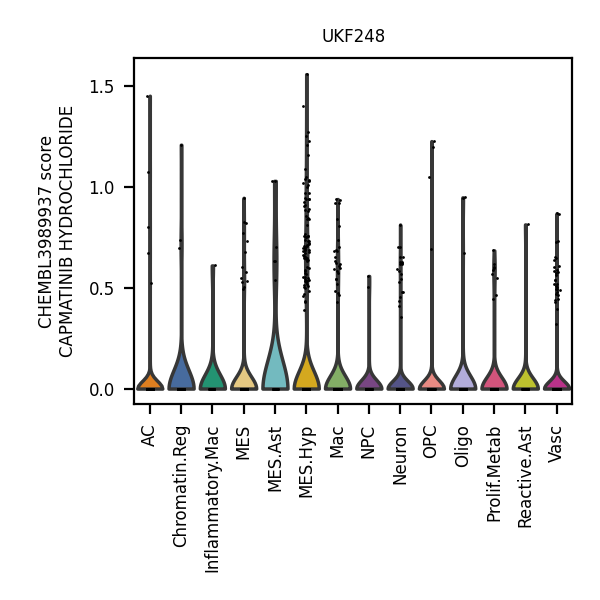 UKF248
CHEMBL3989937 score
CAPMATINIB HYDROCHLORIDE
1.5
1.0
0.5
0.0
AC
Chromatin.Reg
Inflammatory.Mac
MES
MES.Ast
MES.Hyp
Mac
NPC
Neuron
OPC
Oligo
Prolif.Metab
Reactive.Ast
Vasc